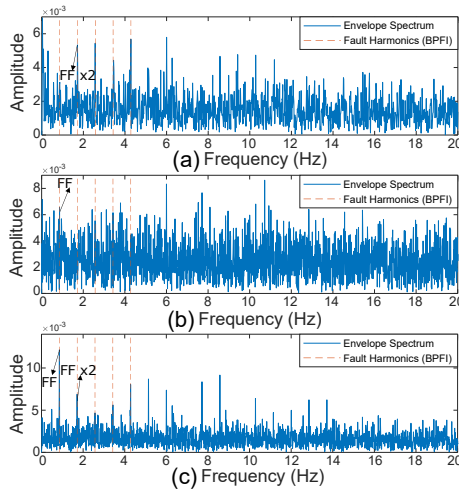 ×10⁻³
6
4
2
0
Amplitude
FF x2
Envelope Spectrum
Fault Harmonics (BPFI)
0 2 4 6 8 10 12 14 16 18 20
(a) Frequency (Hz)
×10⁻³
8
6
4
2
0
Amplitude
FF
Envelope Spectrum
Fault Harmonics (BPFI)
0 2 4 6 8 10 12 14 16 18 20
(b) Frequency (Hz)
×10⁻³
10
5
0
Amplitude
FF
FF x2
Envelope Spectrum
Fault Harmonics (BPFI)
0 2 4 6 8 10 12 14 16 18 20
(c) Frequency (Hz)